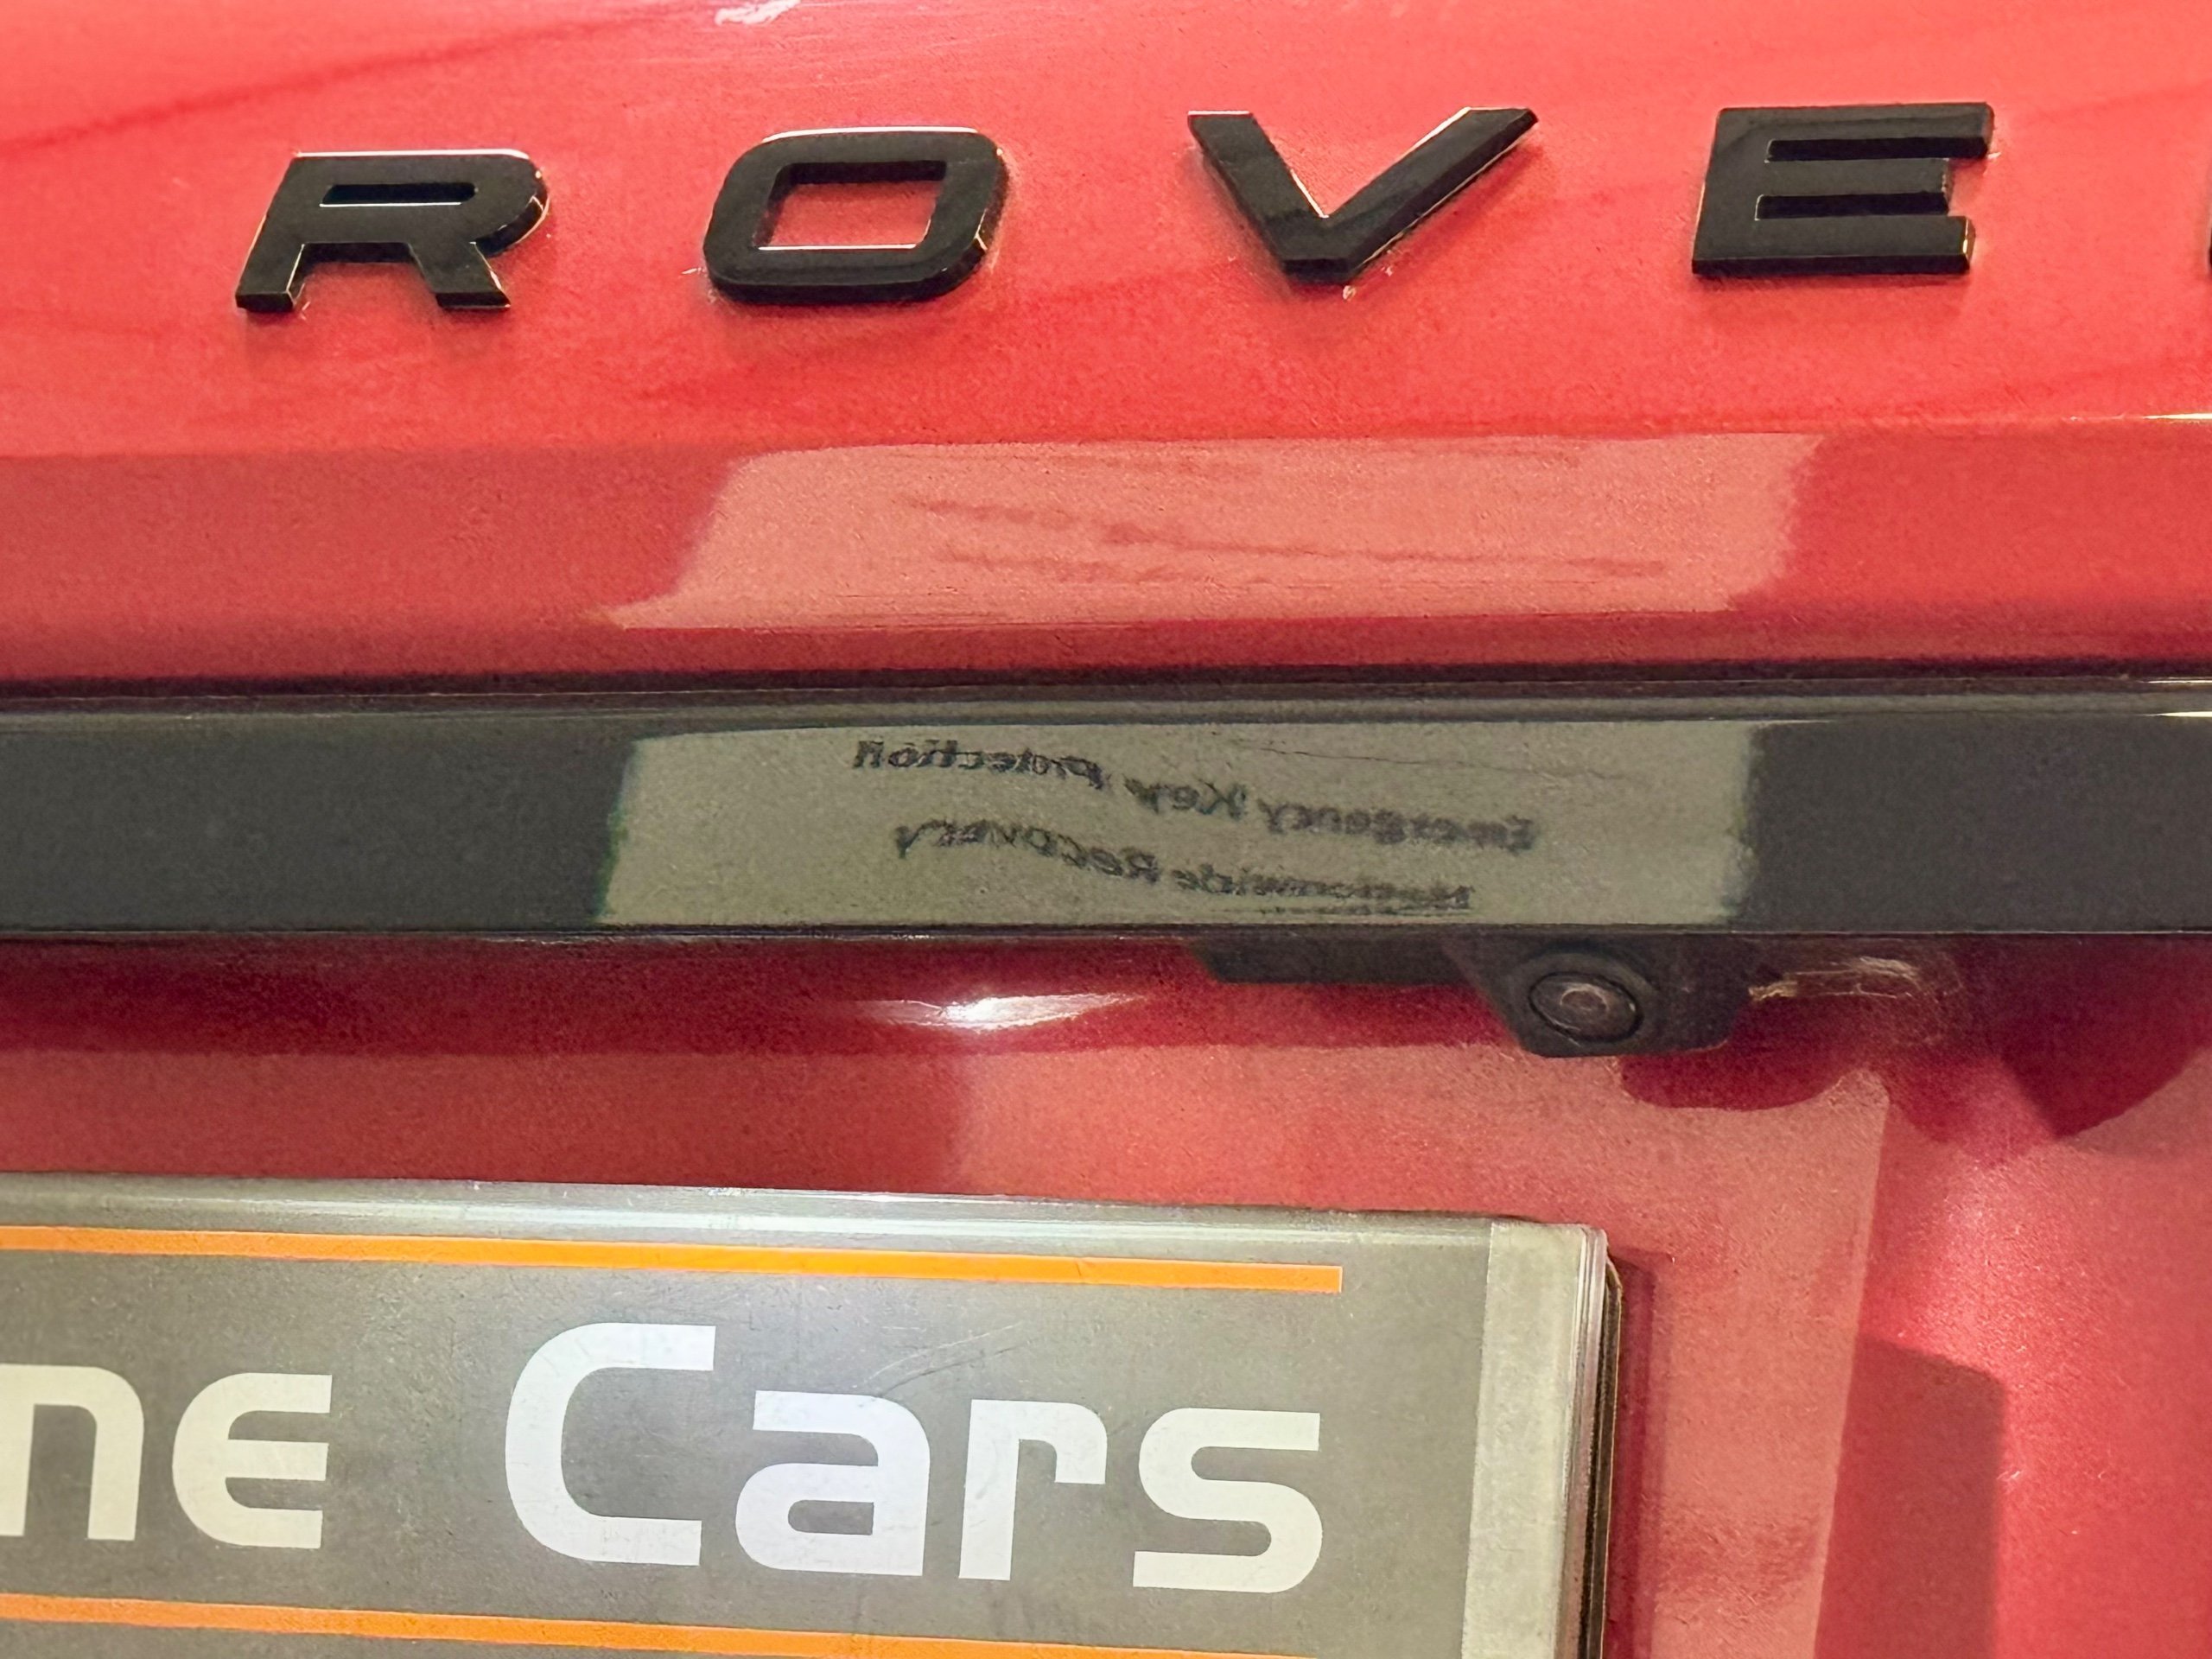 ROVE
Emergency Key Protection
Nationwide Recovery
ne Cars